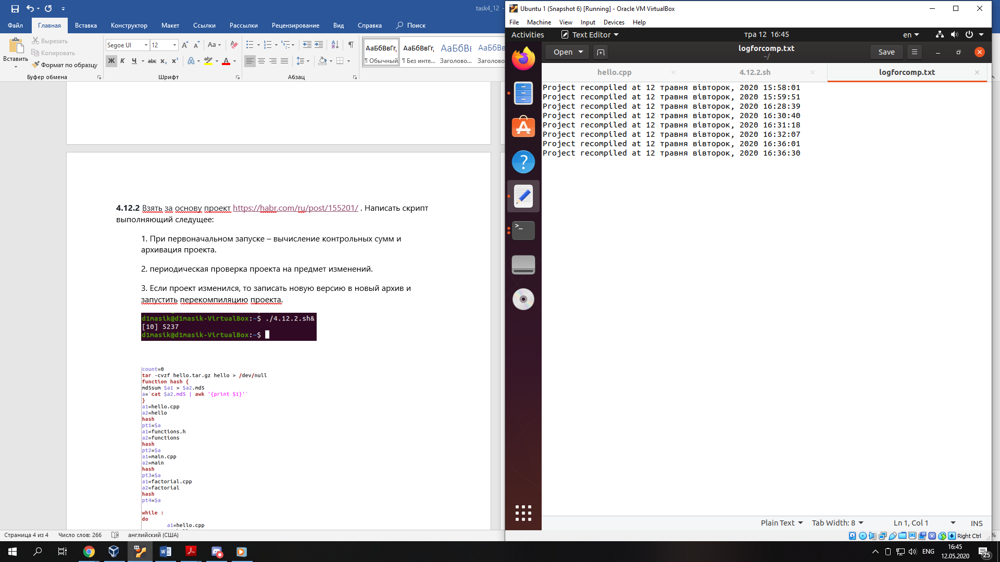 task4_12 -
Файл
Главная
Вставка
Конструктор
Макет
Ссылки
Рассылки
Рецензирование
Вид
Справка
Поиск
Вставить
Вырезать
Копировать
Формат по образцу
Буфер обмена
Segoe UI
12
Aa
Ж К Ч abc x₂ x²
Шрифт
Абзац
АаБбВвГг,
¶ Обычный
АаБбВвГг,
¶ Без инте...
АаБбВв
Заголово...
АаБбВвГ
Заголово
4.12.2 Взять за основу проект https://habr.com/ru/post/155201/ . Написать скрипт
выполняющий следущее:
1. При первоначальном запуске – вычисление контрольных сумм и
архивация проекта.
2. периодическая проверка проекта на предмет изменений.
3. Если проект изменился, то записать новую версию в новый архив и
запустить перекомпиляцию проекта.
d1masik@d1masik-VirtualBox:~$ ./4.12.2.sh&
[10] 5237
d1masik@d1masik-VirtualBox:~$
count=0
tar -cvzf hello.tar.gz hello > /dev/null
function hash {
md5sum $a1 > $a2.md5
a=`cat $a2.md5 | awk '{print $1}'`
}
a1=hello.cpp
a2=hello
hash
pt1=$a
a1=functions.h
a2=functions
hash
pt2=$a
a1=main.cpp
a2=main
hash
pt3=$a
a1=factorial.cpp
a2=factorial
hash
pt4=$a
while :
do
a1=hello.cpp
Страница 4 из 4
Число слов: 266
английский (США)
Ubuntu 1 (Snapshot 6) [Running] - Oracle VM VirtualBox
File
Machine
View
Input
Devices
Help
Activities
Text Editor
тра 12 16:45
en
Open
logforcomp.txt
~/
Save
hello.cpp
4.12.2.sh
logforcomp.txt
Project recompiled at 12 травня вівторок, 2020 15:58:01
Project recompiled at 12 травня вівторок, 2020 15:59:51
Project recompiled at 12 травня вівторок, 2020 16:28:39
Project recompiled at 12 травня вівторок, 2020 16:30:40
Project recompiled at 12 травня вівторок, 2020 16:31:18
Project recompiled at 12 травня вівторок, 2020 16:32:07
Project recompiled at 12 травня вівторок, 2020 16:36:01
Project recompiled at 12 травня вівторок, 2020 16:36:30
Plain Text
Tab Width: 8
Ln 1, Col 1
INS
Right Ctrl
%
ENG
16:45
12.05.2020
25